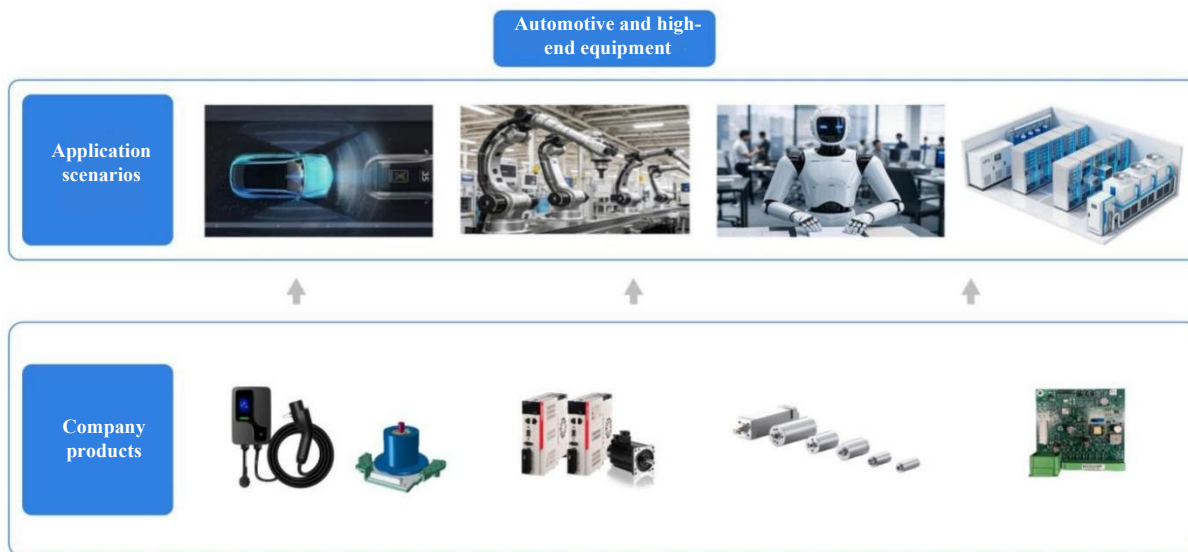 Automotive and high-
end equipment
Application
scenarios
Company
products